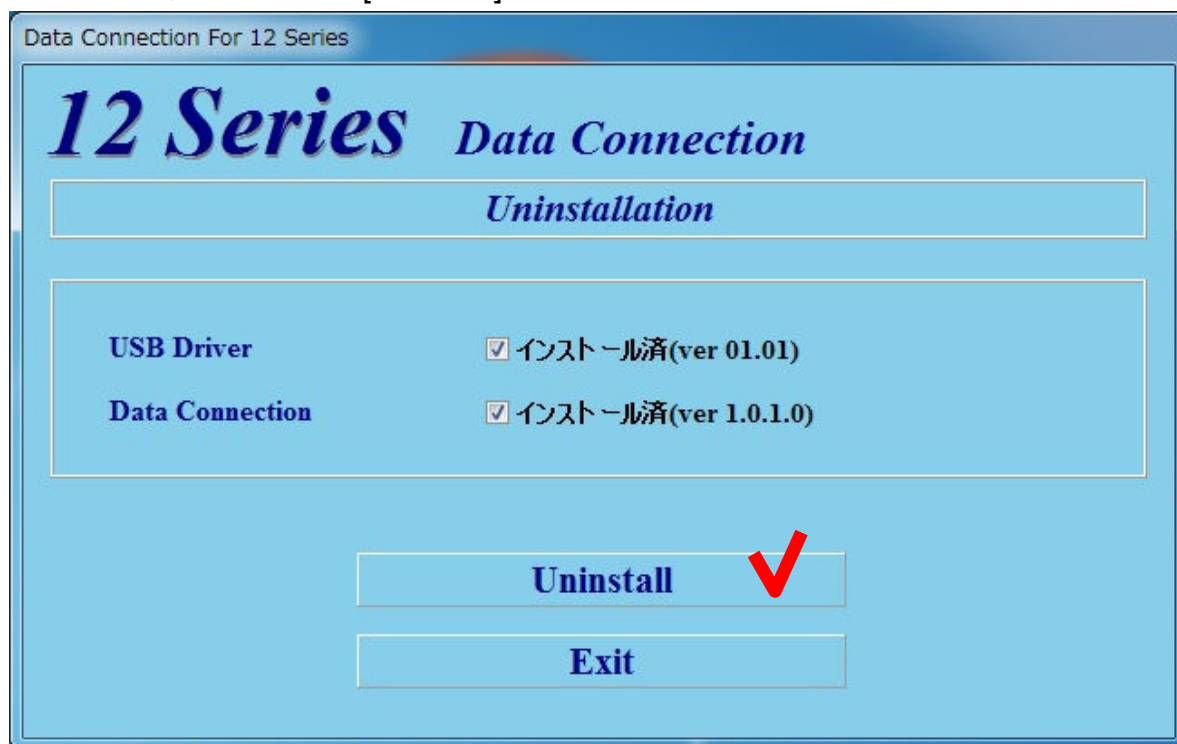 Data Connection For 12 Series
12 Series Data Connection
Uninstallation
USB Driver インストール済(ver 01.01)
Data Connection インストール済(ver 1.0.1.0)
Uninstall
Exit